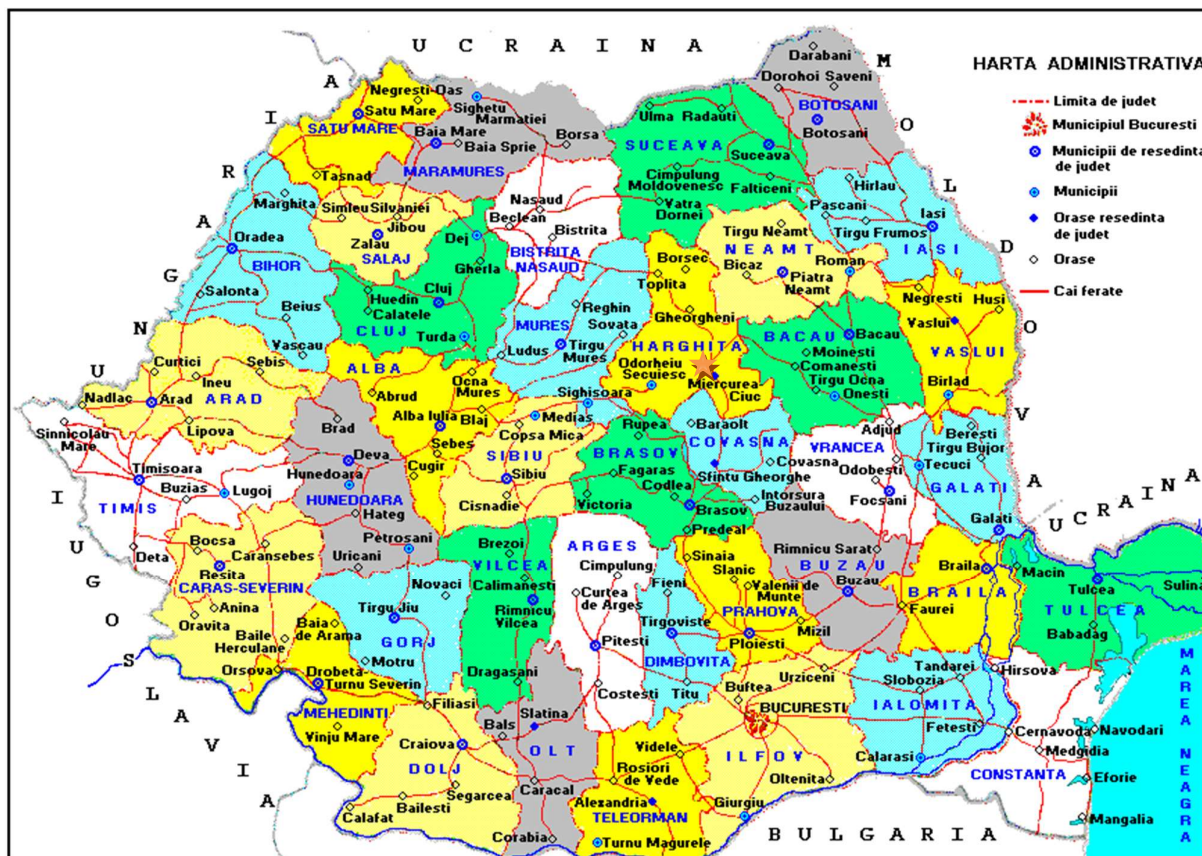 UCRAINA
MOLDOVA
UNGARIA
IUGOSLAVIA
BULGARIA
UCRAINA
MAREA NEAGRA
HARTA ADMINISTRATIVA
Limita de judet
Municipiul Bucuresti
Municipii de resedinta
de judet
Municipii
Orase resedinta
de judet
Orase
Cai ferate
SATU MARE
Negresti Oas
Satu Mare
Tasnad
MARAMURES
Sighetu
Marmatiei
Baia Mare
Baia Sprie
Borsa
SUCEAVA
Ulma
Radauti
Suceava
Cimpulung
Moldovenesc
Falticeni
Vatra
Dornei
BOTOSANI
Darabani
Dorohoi
Saveni
Botosani
IASI
Hirlau
Pascani
Iasi
Tirgu Frumos
BIHOR
Marghita
Oradea
Salonta
Beius
Vascau
SALAJ
Simleu Silvaniei
Jibou
Zalau
CLUJ
Dej
Gherla
Cluj
Huedin
Calatele
Turda
BISTRITA
NASAUD
Nasaud
Beclean
Bistrita
MURES
Reghin
Sovata
Ludus
Tirgu
Mures
Sighisoara
HARGHITA
Borsec
Toplita
Gheorgheni
Odorheiu
Secuiesc
Miercurea
Ciuc
NEAMT
Tirgu Neamt
Bicaz
Piatra
Neamt
Roman
BACAU
Bacau
Moinesti
Comanesti
Tirgu Ocna
Onesti
VASLUI
Negresti
Husi
Vaslui
Birlad
ARAD
Curtici
Sebis
Ineu
Nadlac
Arad
Lipova
ALBA
Abrud
Ocna
Mures
Alba Iulia
Blaj
Sebes
Cugir
SIBIU
Medias
Copsa Mica
Sibiu
Cisnadie
BRASOV
Rupea
Fagaras
Codlea
Victoria
Brasov
Predeal
COVASNA
Baraolt
Covasna
Sfintu Gheorghe
Intorsura
Buzaului
VRANCEA
Adjud
Odobesti
Focsani
GALATI
Beresti
Tirgu Bujor
Tecuci
Galati
TIMIS
Sinnicolau
Mare
Timisoara
Buzias
Lugoj
Deta
HUNEDOARA
Brad
Deva
Hunedoara
Hateg
Petrosani
Uricani
CARAS-SEVERIN
Bocsa
Caransebes
Resita
Anina
Oravita
Baile
Herculane
MEHEDINTI
Baia
de Arama
Orsova
Drobeta-
Turnu Severin
Vinju Mare
GORJ
Novaci
Tirgu Jiu
Motru
VILCEA
Brezoi
Calimanesti
Rimnicu
Vilcea
Dragasani
ARGES
Cimpulung
Curtea
de Arges
Pitesti
Costesti
DIMBOVITA
Fieni
Tirgoviste
Titu
PRAHOVA
Sinaia
Slanic
Valenii de
Munte
Ploiesti
Mizil
BUZAU
Rimnicu Sarat
Buzau
BRAILA
Braila
Faurei
TULCEA
Macin
Tulcea
Sulina
Babadag
DOLJ
Filiasi
Craiova
Segarcea
Bailesti
Calafat
OLT
Bals
Slatina
Caracal
Corabia
TELEORMAN
Videle
Rosiori
de Vede
Alexandria
Turnu Magurele
ILFOV
Buftea
BUCURESTI
Oltenita
Giurgiu
IALOMITA
Urziceni
Slobozia
Tandarei
Fetesti
Calarasi
CONSTANTA
Hirsova
Cernavoda
Navodari
Medgidia
Eforie
Mangalia